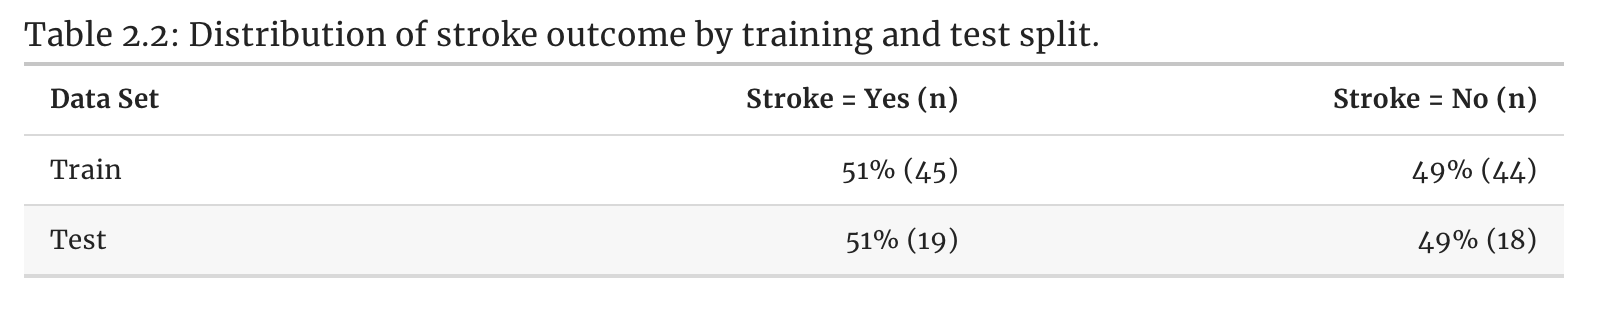 Table 2.2: Distribution of stroke outcome by training and test split.
Data Set Stroke = Yes (n) Stroke = No (n)
Train 51% (45) 49% (44)
Test 51% (19) 49% (18)